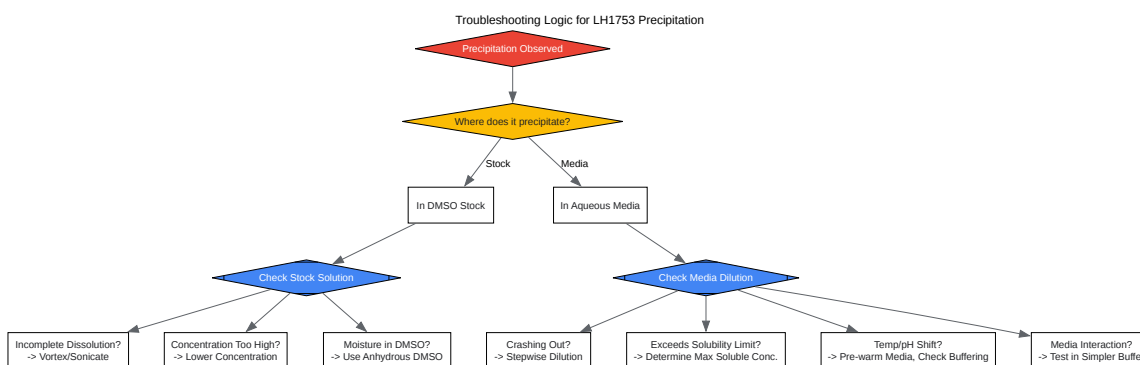 Troubleshooting Logic for LH1753 Precipitation
Precipitation Observed
Where does it precipitate?
Stock
Media
In DMSO Stock
In Aqueous Media
Check Stock Solution
Check Media Dilution
Incomplete Dissolution?
-> Vortex/Sonicate
Concentration Too High?
-> Lower Concentration
Moisture in DMSO?
-> Use Anhydrous DMSO
Crashing Out?
-> Stepwise Dilution
Exceeds Solubility Limit?
-> Determine Max Soluble Conc.
Temp/pH Shift?
-> Pre-warm Media, Check Buffering
Media Interaction?
-> Test in Simpler Buffe